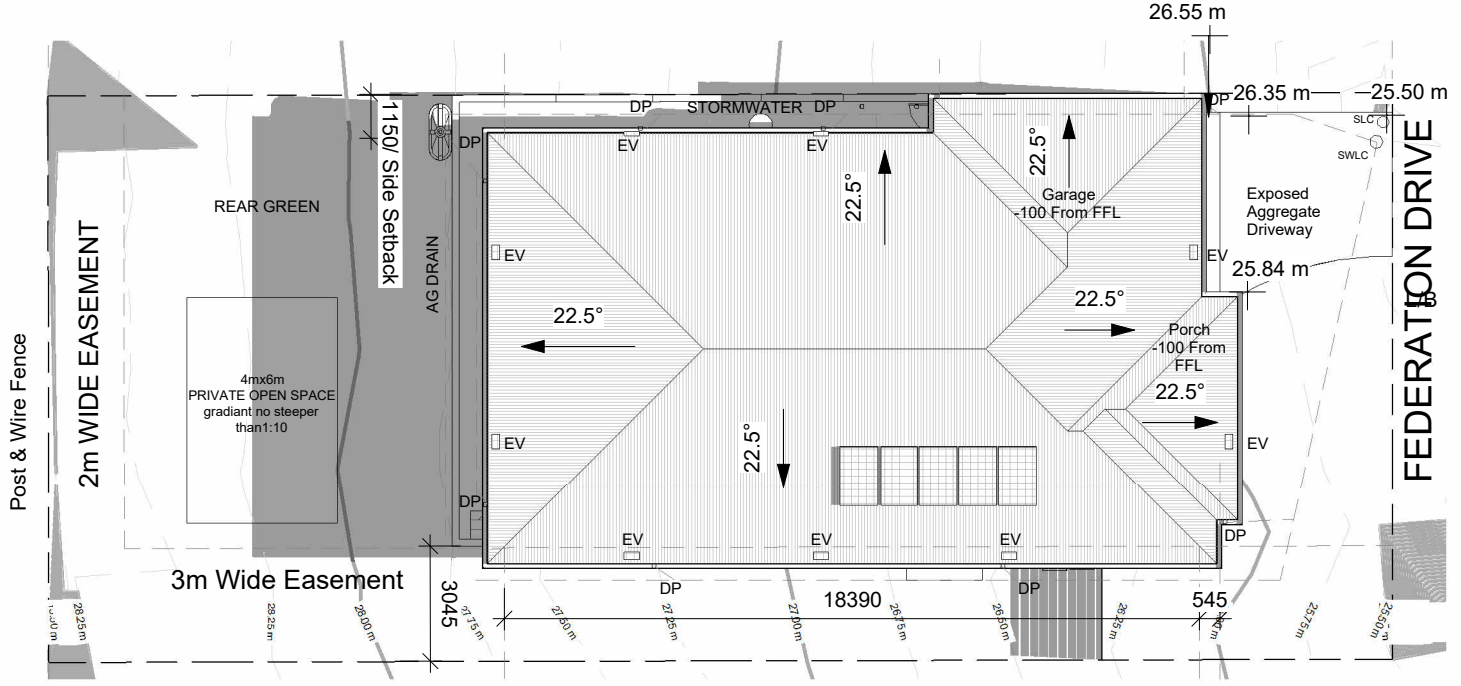 26.55 m
26.35 m
25.50 m
DP
STORMWATER
DP
DP
SLC
SWLC
1150/ Side Setback
DP
EV
EV
22.5°
22.5°
Garage
-100 From FFL
Exposed
Aggregate
Driveway
FEDERATION DRIVE
REAR GREEN
2m WIDE EASEMENT
AG DRAIN
EV
EV
25.84 m
22.5°
22.5°
Porch
-100 From
FFL
22.5°
Post & Wire Fence
4mx6m
PRIVATE OPEN SPACE
gradiant no steeper
than1:10
EV
22.5°
EV
DP
EV
EV
EV
DP
3m Wide Easement
3045
DP
DP
18390
545
28.25 m
28.25 m
28.00 m
27.75 m
27.50 m
27.25 m
27.00 m
26.75 m
26.50 m
26.25 m
25.75 m
25.50 m